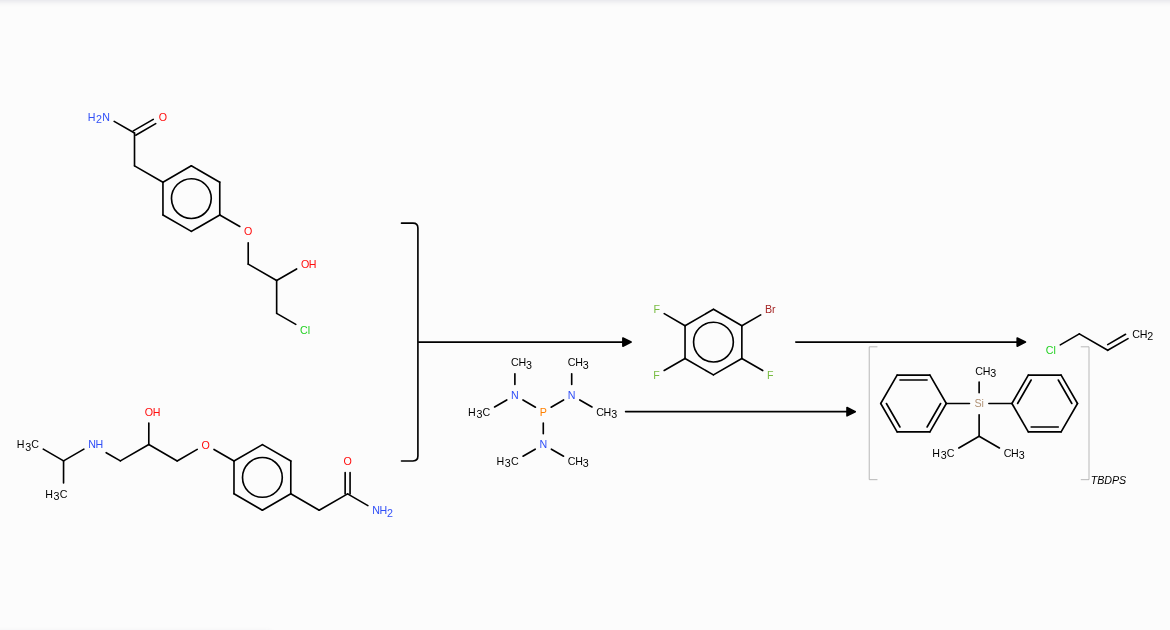 H2N
O
O
OH
Cl
F
Br
CH2
Cl
F
F
CH3
CH3
CH3
N
N
H3C
P
CH3
Si
OH
N
H3C
NH
O
H3C
CH3
H3C
CH3
O
TBDPS
H3C
NH2